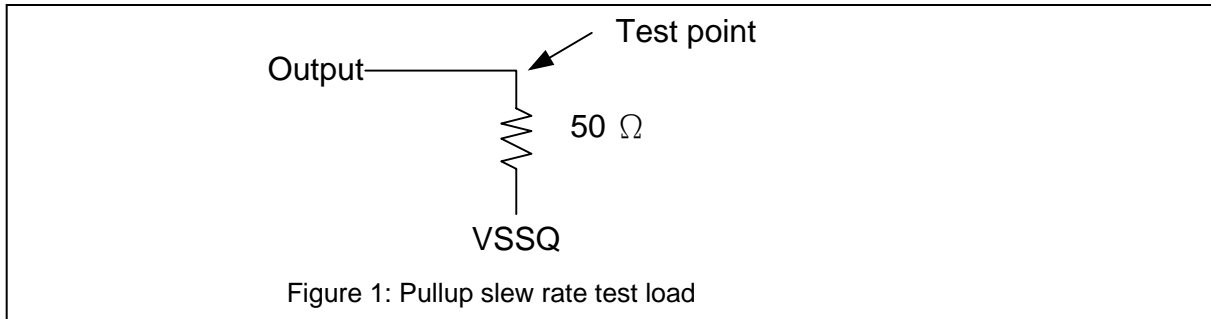 Test point
Output
50 Ω
VSSQ
Figure 1: Pullup slew rate test load